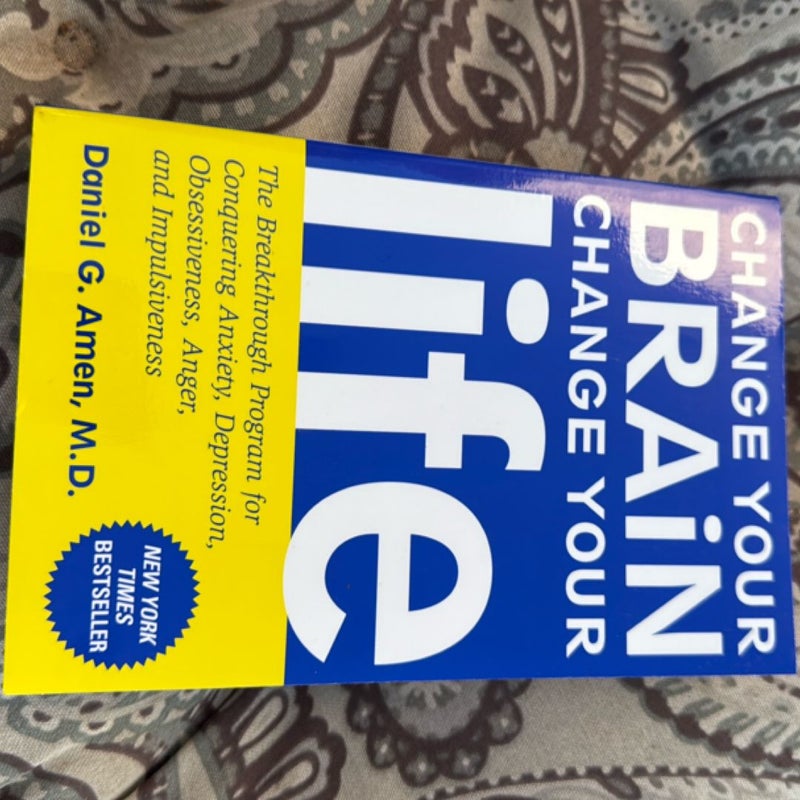 CHANGE YOUR
BRAiN
CHANGE YOUR
life
The Breakthrough Program for
Conquering Anxiety, Depression,
Obsessiveness, Anger,
and Impulsiveness
Daniel G. Amen, M.D.
NEW YORK
TIMES
BESTSELLER